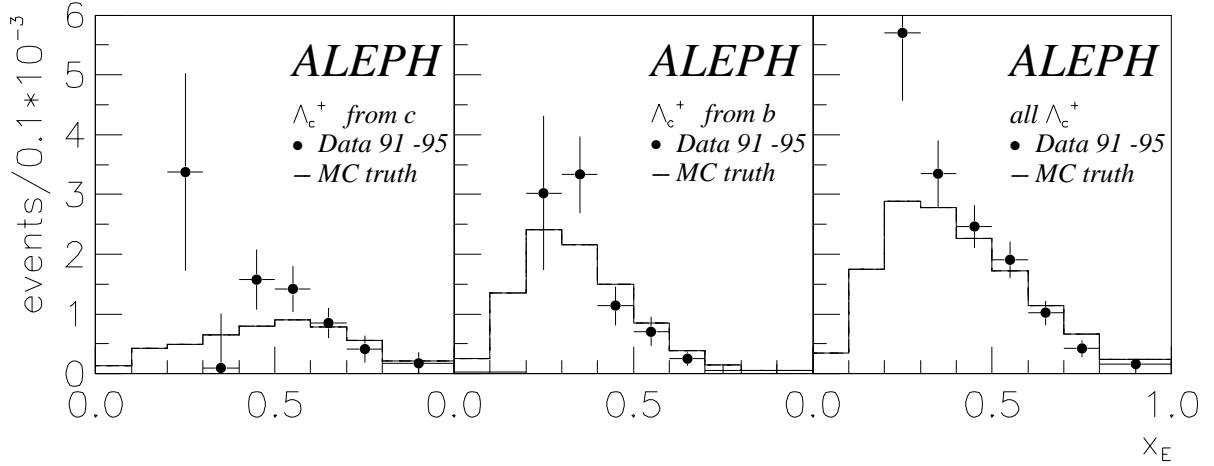 events/0.1*10⁻³
6
5
4
3
2
1
0
ALEPH
Λc⁺ from c
● Data 91 -95
— MC truth
ALEPH
Λc⁺ from b
● Data 91 -95
— MC truth
ALEPH
all Λc⁺
● Data 91 -95
— MC truth
0.0 0.5 0.0 0.5 0.0 0.5 1.0
x_E